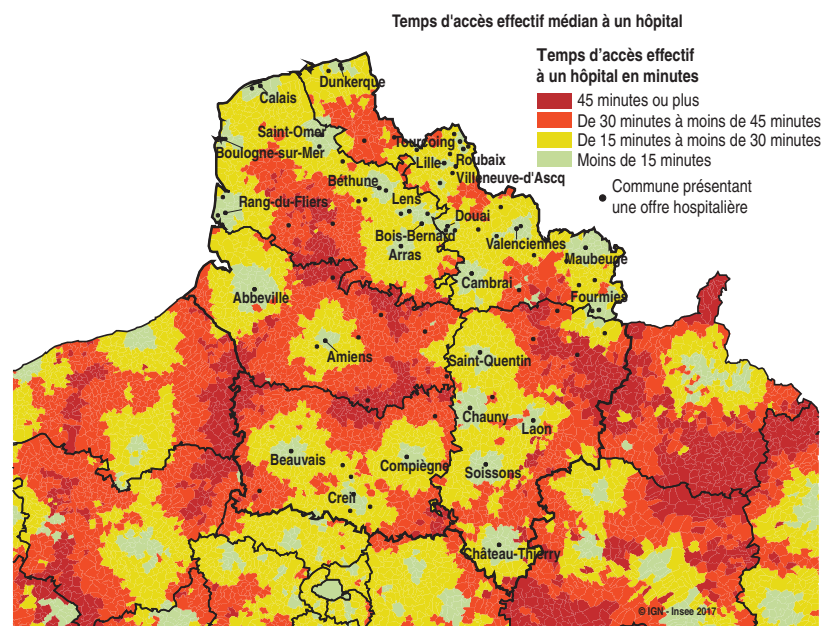 Temps d'accès effectif médian à un hôpital
Temps d'accès effectif
à un hôpital en minutes
45 minutes ou plus
De 30 minutes à moins de 45 minutes
De 15 minutes à moins de 30 minutes
Moins de 15 minutes
Commune présentant
une offre hospitalière
Dunkerque
Calais
Saint-Omer
Boulogne-sur-Mer
Tourcoing
Lille
Roubaix
Villeneuve-d'Ascq
Béthune
Lens
Rang-du-Fliers
Douai
Bois-Bernard
Valenciennes
Arras
Maubeuge
Cambrai
Abbeville
Fourmies
Amiens
Saint-Quentin
Chauny
Laon
Beauvais
Compiègne
Soissons
Creil
Château-Thierry
© IGN - Insee 2017